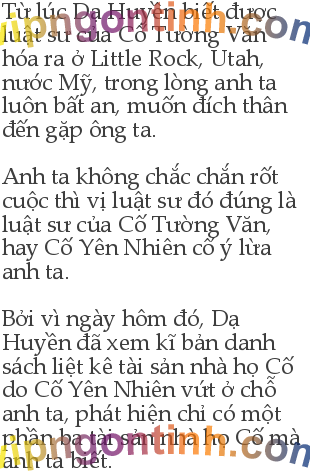 Từ lúc Dạ Huyền biết được
luật sư của Cố Tường Văn
hóa ra ở Little Rock, Utah,
nước Mỹ, trong lòng anh ta
luôn bất an, muốn đích thân
đến gặp ông ta.
Anh ta không chắc chắn rốt
cuộc thì vị luật sư đó đúng là
luật sư của Cố Tường Văn,
hay Cố Yên Nhiên cố ý lừa
anh ta.
Bởi vì ngày hôm đó, Dạ
Huyền đã xem kĩ bản danh
sách liệt kê tài sản nhà họ Cố
do Cố Yên Nhiên vứt ở chỗ
anh ta, phát hiện chỉ có một
phần ba tài sản nhà họ Cố mà
anh ta biết.
vipngontinh.com
vipngontinh.com